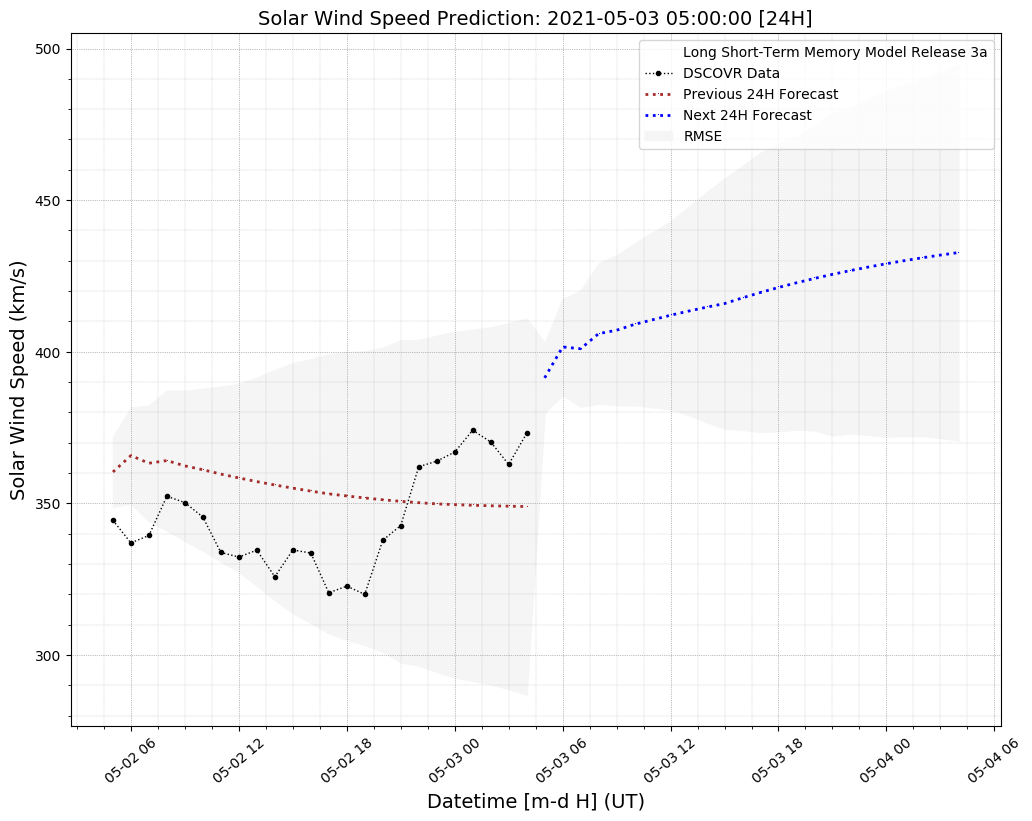 Solar Wind Speed Prediction: 2021-05-03 05:00:00 [24H]
Long Short-Term Memory Model Release 3a
DSCOVR Data
Previous 24H Forecast
Next 24H Forecast
RMSE
Solar Wind Speed (km/s)
500
450
400
350
300
05-02 06
05-02 12
05-02 18
05-03 00
05-03 06
05-03 12
05-03 18
05-04 00
05-04 06
Datetime [m-d H] (UT)